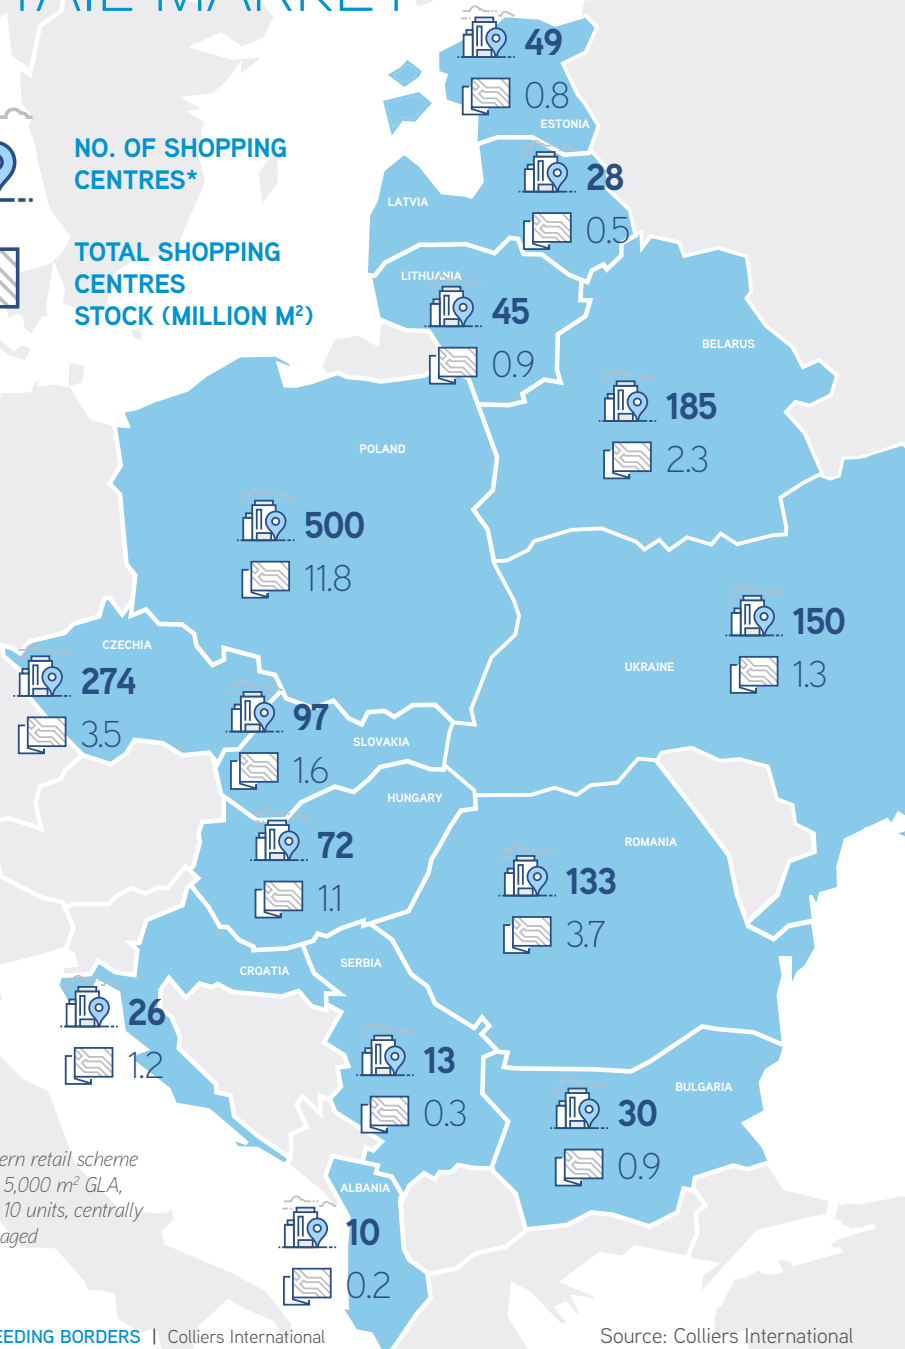 MARKET
49
0.8
ESTONIA
NO. OF SHOPPING
CENTRES*
28
LATVIA
0.5
TOTAL SHOPPING
CENTRES
STOCK (MILLION M²)
LITHUANIA
45
0.9
BELARUS
185
2.3
POLAND
500
11.8
150
UKRAINE
1.3
CZECHIA
274
3.5
97
SLOVAKIA
1.6
HUNGARY
72
1.1
ROMANIA
133
3.7
CROATIA
SERBIA
26
1.2
13
0.3
BULGARIA
30
0.9
retail scheme
5,000 m² GLA,
10 units, centrally
ALBANIA
10
0.2
BORDERS | Colliers International
Source: Colliers International